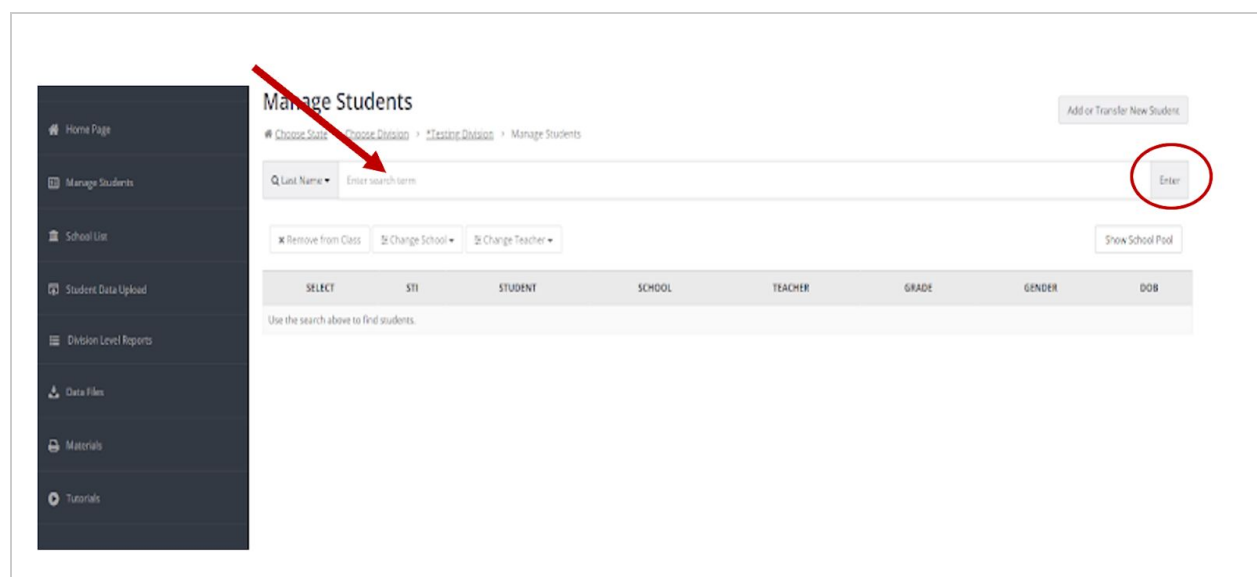 Home Page
Manage Students
School List
Student Data Upload
Division Level Reports
Data Files
Materials
Tutorials
Manage Students
Add or Transfer New Student
Choose State > Choose Division > *Testing Division > Manage Students
Last Name Enter search term Enter
Remove from Class Change School Change Teacher Show School Pool
SELECT STI STUDENT SCHOOL TEACHER GRADE GENDER DOB
Use the search above to find students.